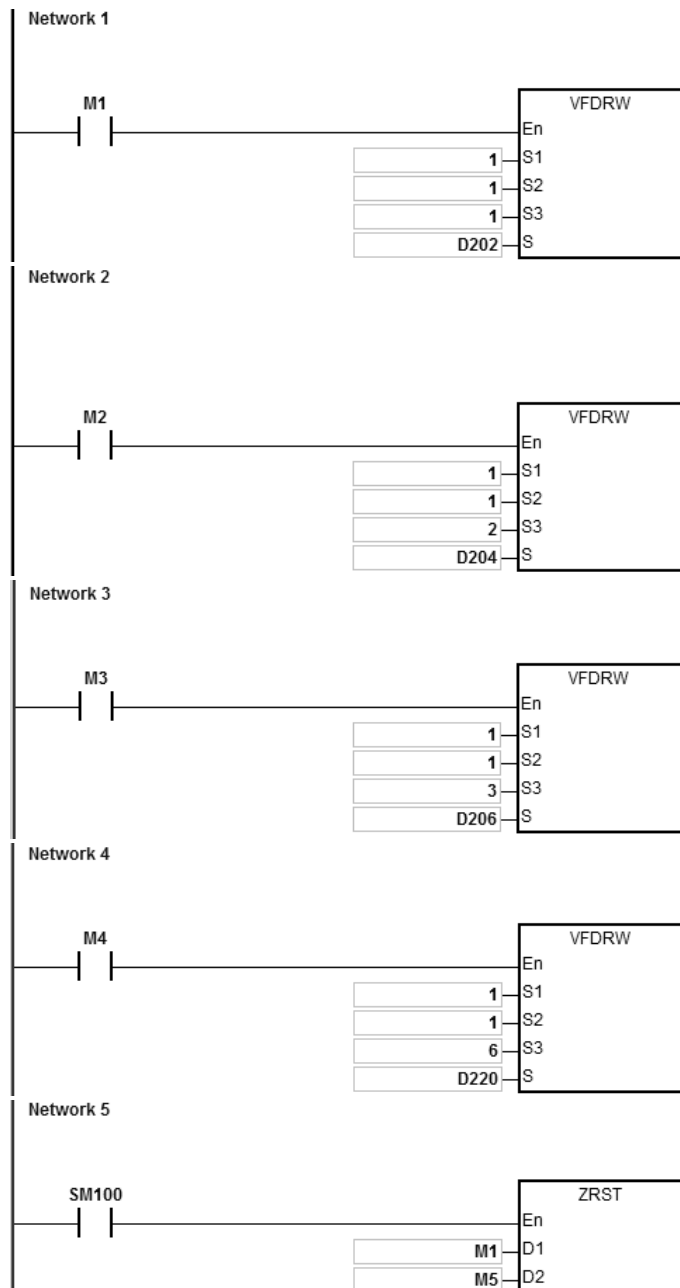 Network 1
M1
VFDRW
En
1 S1
1 S2
1 S3
D202 S
Network 2
M2
VFDRW
En
1 S1
1 S2
2 S3
D204 S
Network 3
M3
VFDRW
En
1 S1
1 S2
3 S3
D206 S
Network 4
M4
VFDRW
En
1 S1
1 S2
6 S3
D220 S
Network 5
SM100
ZRST
En
M1 D1
M5 D2